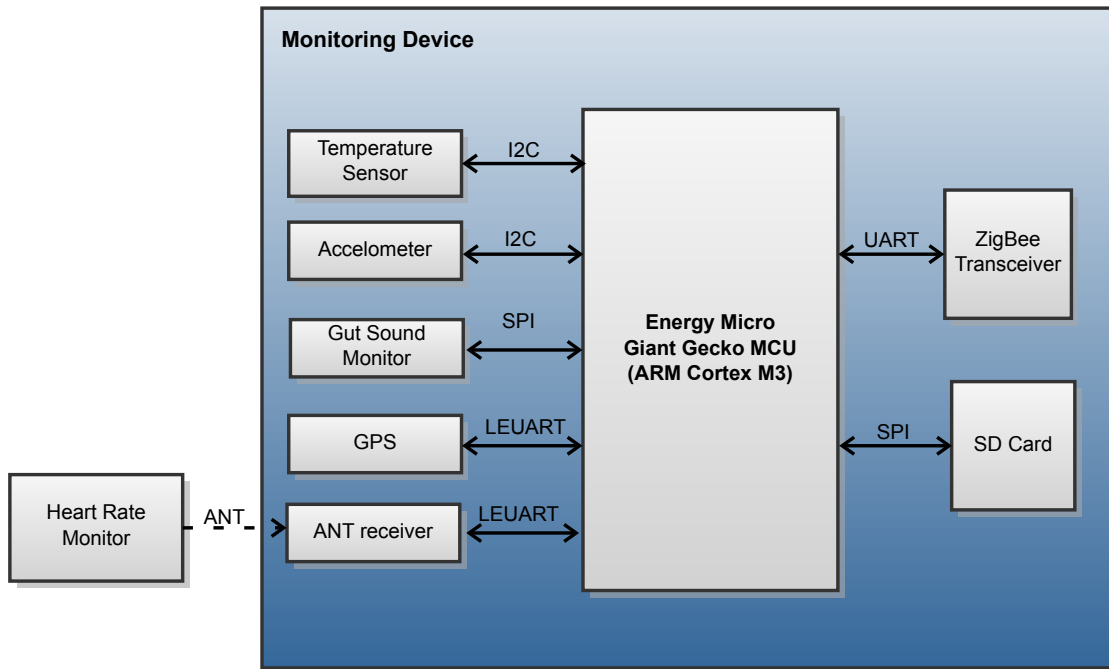 Monitoring Device
Temperature
Sensor
I2C
Accelometer
I2C
Gut Sound
Monitor
SPI
GPS
LEUART
Heart Rate
Monitor
ANT
ANT receiver
LEUART
Energy Micro
Giant Gecko MCU
(ARM Cortex M3)
UART
ZigBee
Transceiver
SPI
SD Card